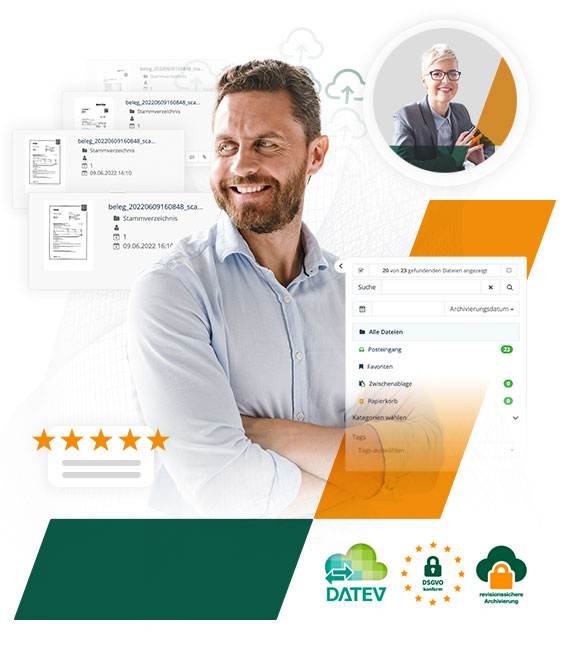 beleg_20220609160848_sca...
Stammverzeichnis
1
beleg_20220609160848_sca...
Stammverzeichnis
beleg_20220609160848_sca...
Stammverzeichnis
1
09.06.2022 16:10
beleg_20220609160848_sca...
Stammverzeichnis
1
09.06.2022 16:10
20 von 23 gefundenden Dateien angezeigt
Suche
Archivierungsdatum
Alle Dateien
Posteingang 23
Favoriten
Zwischenablage 0
Papierkorb 0
Kategorien wählen
Tags
Tags auswählen
DATEV
DSGVO
konform
revisionssichere
Archivierung